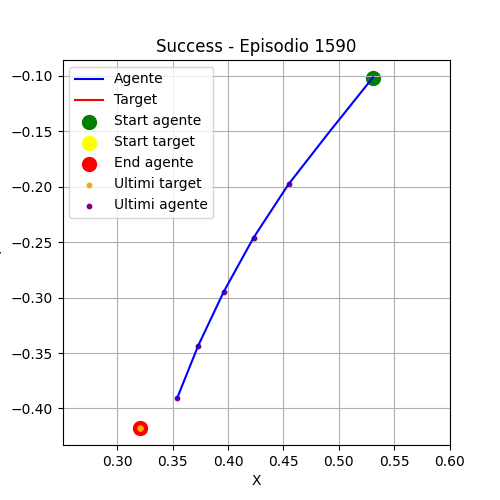 Success - Episodio 1590
Agente
Target
Start agente
Start target
End agente
Ultimi target
Ultimi agente
−0.10
−0.15
−0.20
−0.25
−0.30
−0.35
−0.40
0.30 0.35 0.40 0.45 0.50 0.55 0.60
X